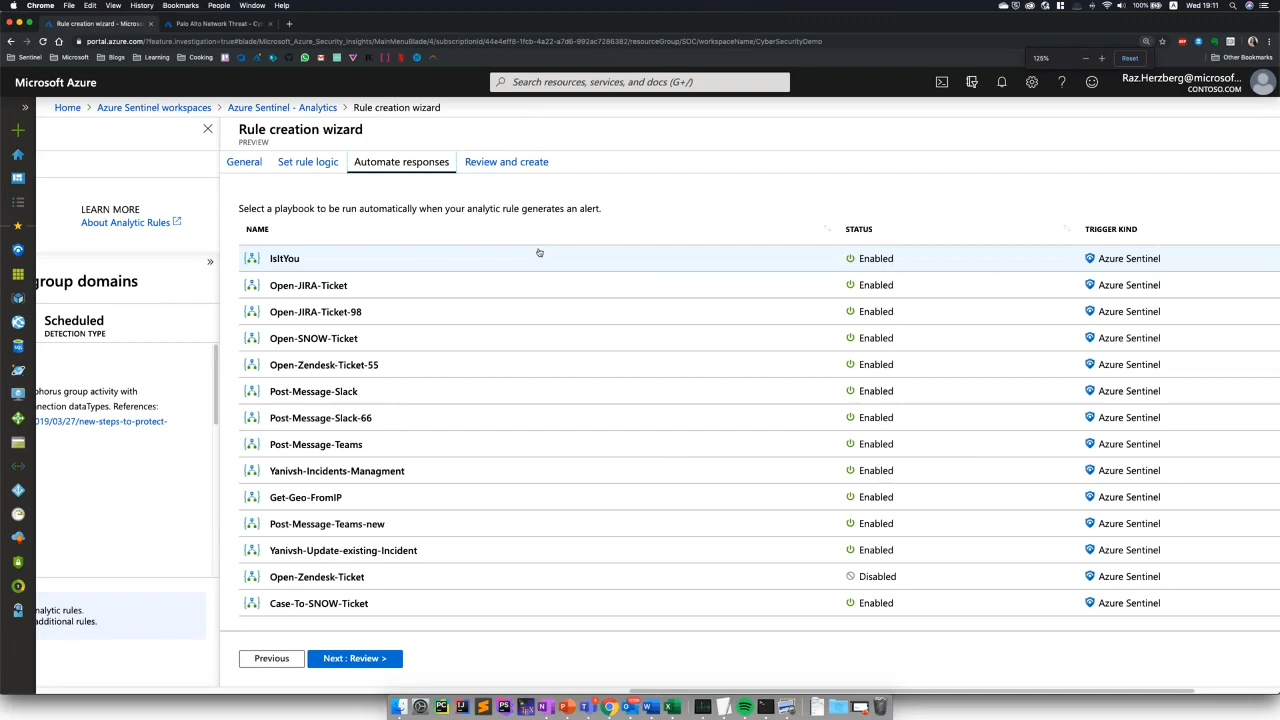 Chrome File Edit View History Bookmarks People Window Help 100% Wed 19:11
Rule creation wizard - Microso
Palo Alto Network Threat - Cyb
portal.azure.com/?feature.investigation=true#blade/Microsoft_Azure_Security_Insights/MainMenuBlade/4/subscriptionId/44e4eff8-1fcb-4a22-a7d6-992ac7286382/resourceGroup/SOC/workspaceName/CyberSecurityDemo
Sentinel Microsoft Blogs Learning Cooking Other Bookmarks
125% − + Reset
Microsoft Azure
Search resources, services, and docs (G+/)
Raz.Herzberg@microsof...
CONTOSO.COM
Home > Azure Sentinel workspaces > Azure Sentinel - Analytics > Rule creation wizard
Rule creation wizard
PREVIEW
General Set rule logic Automate responses Review and create
LEARN MORE
About Analytic Rules
group domains
Scheduled
DETECTION TYPE
phorus group activity with
nection dataTypes. References:
019/03/27/new-steps-to-protect-
nalytic rules.
additional rules.
Select a playbook to be run automatically when your analytic rule generates an alert.
NAME STATUS TRIGGER KIND
IsItYou Enabled Azure Sentinel
Open-JIRA-Ticket Enabled Azure Sentinel
Open-JIRA-Ticket-98 Enabled Azure Sentinel
Open-SNOW-Ticket Enabled Azure Sentinel
Open-Zendesk-Ticket-55 Enabled Azure Sentinel
Post-Message-Slack Enabled Azure Sentinel
Post-Message-Slack-66 Enabled Azure Sentinel
Post-Message-Teams Enabled Azure Sentinel
Yanivsh-Incidents-Managment Enabled Azure Sentinel
Get-Geo-FromIP Enabled Azure Sentinel
Post-Message-Teams-new Enabled Azure Sentinel
Yanivsh-Update-existing-Incident Enabled Azure Sentinel
Open-Zendesk-Ticket Disabled Azure Sentinel
Case-To-SNOW-Ticket Enabled Azure Sentinel
Previous Next : Review >